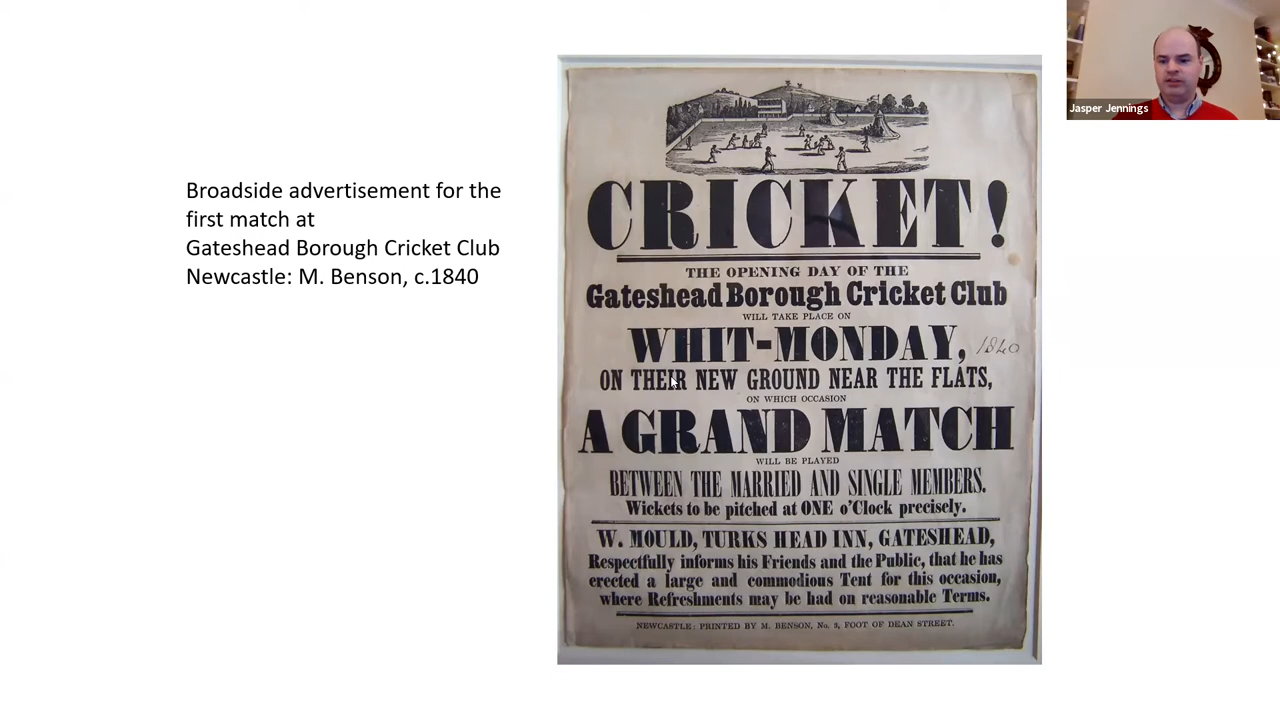 Broadside advertisement for the
first match at
Gateshead Borough Cricket Club
Newcastle: M. Benson, c.1840
CRICKET!
THE OPENING DAY OF THE
Gateshead Borough Cricket Club
WILL TAKE PLACE ON
WHIT-MONDAY, 1840
ON THEIR NEW GROUND NEAR THE FLATS,
ON WHICH OCCASION
A GRAND MATCH
WILL BE PLAYED
BETWEEN THE MARRIED AND SINGLE MEMBERS.
Wickets to be pitched at ONE o'Clock precisely.
W. MOULD, TURKS HEAD INN, GATESHEAD,
Respectfully informs his Friends and the Public, that he has
erected a large and commodious Tent for this occasion,
where Refreshments may be had on reasonable Terms.
NEWCASTLE: PRINTED BY M. BENSON, No. 3, FOOT OF DEAN STREET.
Jasper Jennings